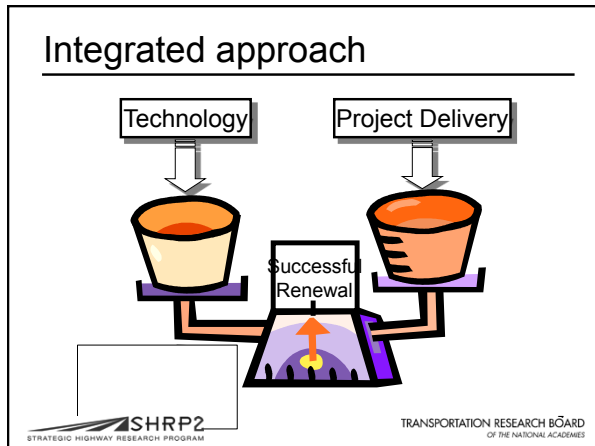 Integrated approach
Technology
Project Delivery
Successful
Renewal
SHRP2
STRATEGIC HIGHWAY RESEARCH PROGRAM
TRANSPORTATION RESEARCH BOARD
OF THE NATIONAL ACADEMIES